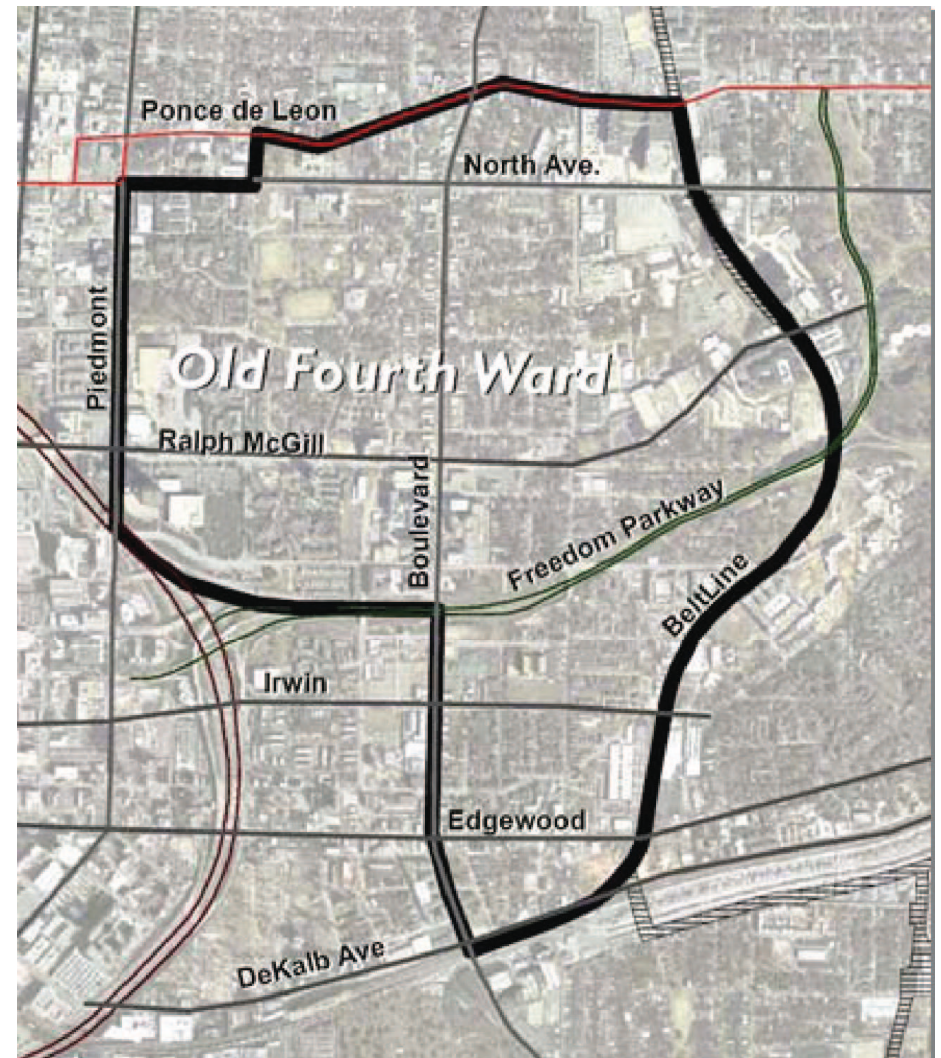 Ponce de Leon
North Ave.
Piedmont
Old Fourth Ward
Ralph McGill
Boulevard
Freedom Parkway
BeltLine
Irwin
Edgewood
DeKalb Ave